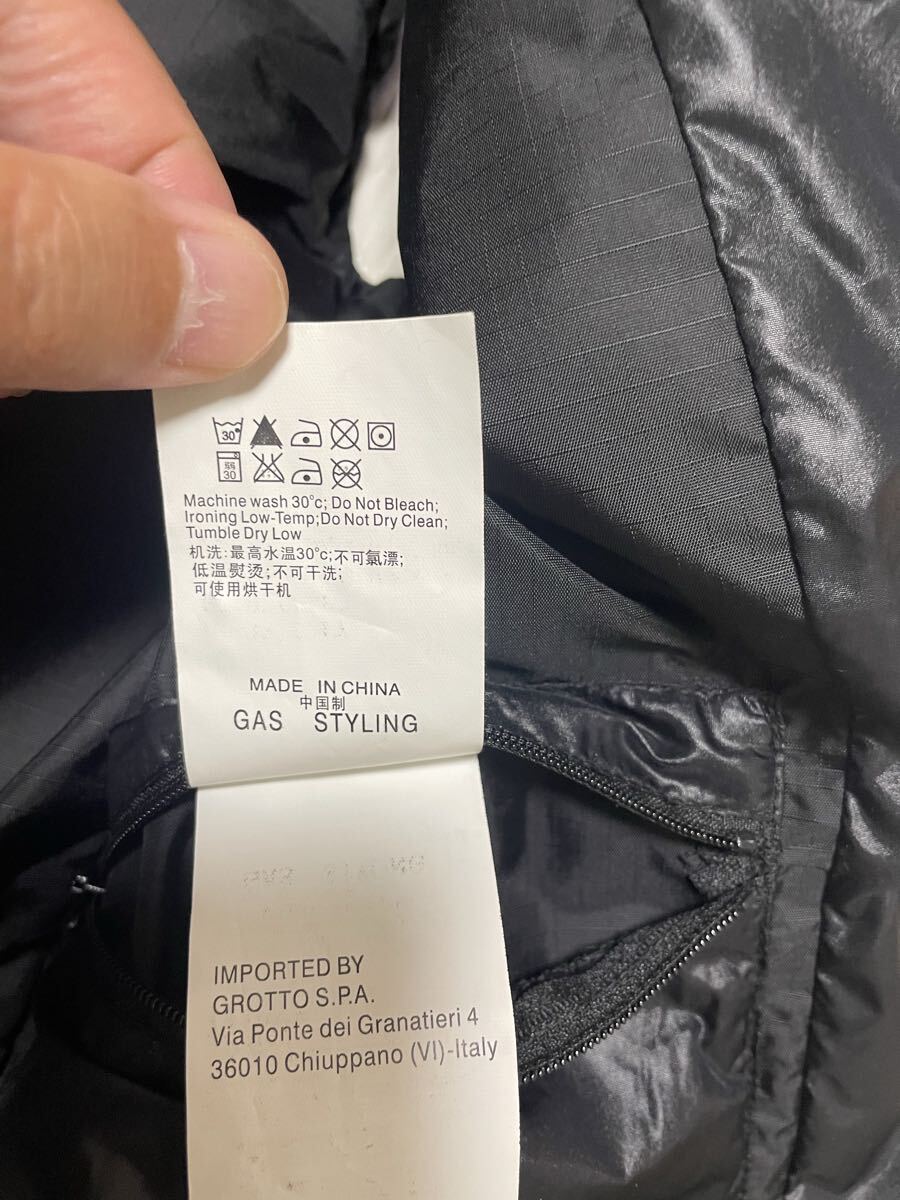 30°
弱
30
Machine wash 30°c; Do Not Bleach;
Ironing Low-Temp;Do Not Dry Clean;
Tumble Dry Low
机洗:最高水温30°c;不可氯漂;
低温熨烫;不可干洗;
可使用烘干机
MADE IN CHINA
中国制
GAS STYLING
IMPORTED BY
GROTTO S.P.A.
Via Ponte dei Granatieri 4
36010 Chiuppano (VI)-Italy